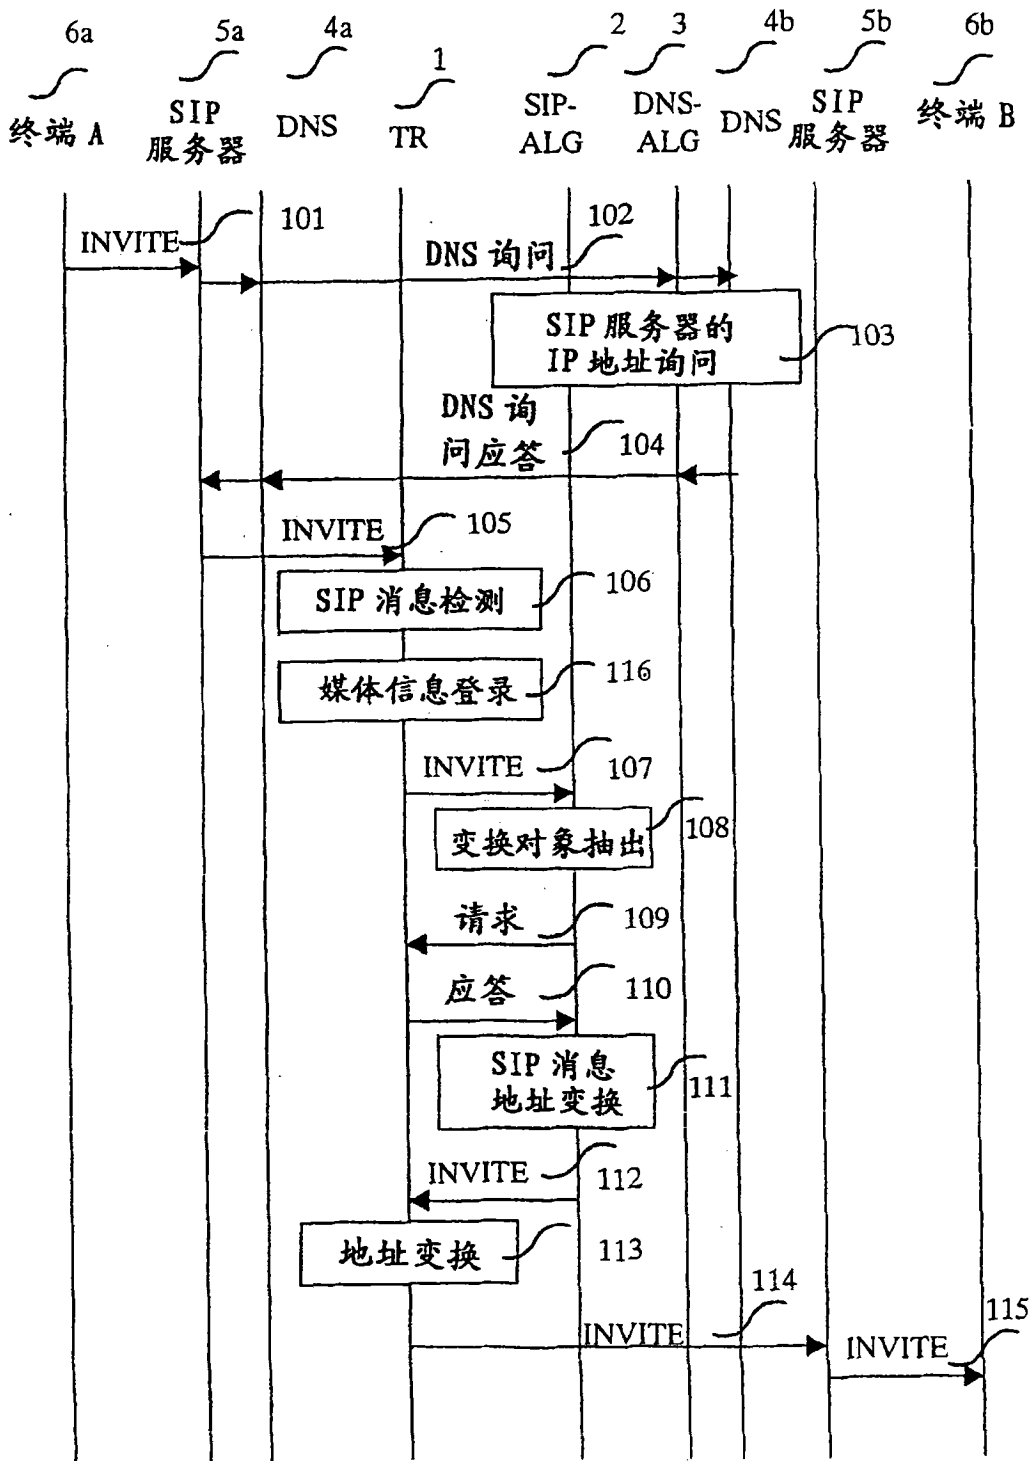 6a
5a
4a
1
2
3
4b
5b
6b
终端 A
SIP
服务器
DNS
TR
SIP-
ALG
DNS-
ALG
DNS
SIP
服务器
终端 B
INVITE
101
DNS 询问
102
SIP 服务器的
IP 地址询问
103
DNS 询
问应答
104
INVITE
105
SIP 消息检测
106
媒体信息登录
116
INVITE
107
变换对象抽出
108
请求
109
应答
110
SIP 消息
地址变换
111
INVITE
112
地址变换
113
INVITE
114
INVITE
115